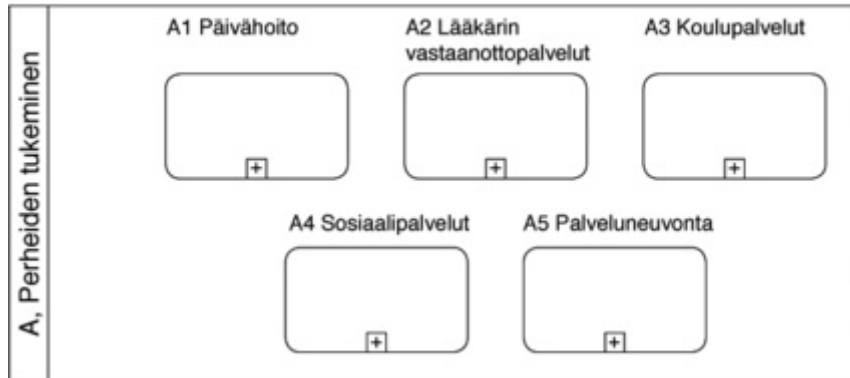 A, Perheiden tukeminen
A1 Päivähoito
A2 Lääkärin
vastaanottopalvelut
A3 Koulupalvelut
A4 Sosiaalipalvelut
A5 Palveluneuvonta